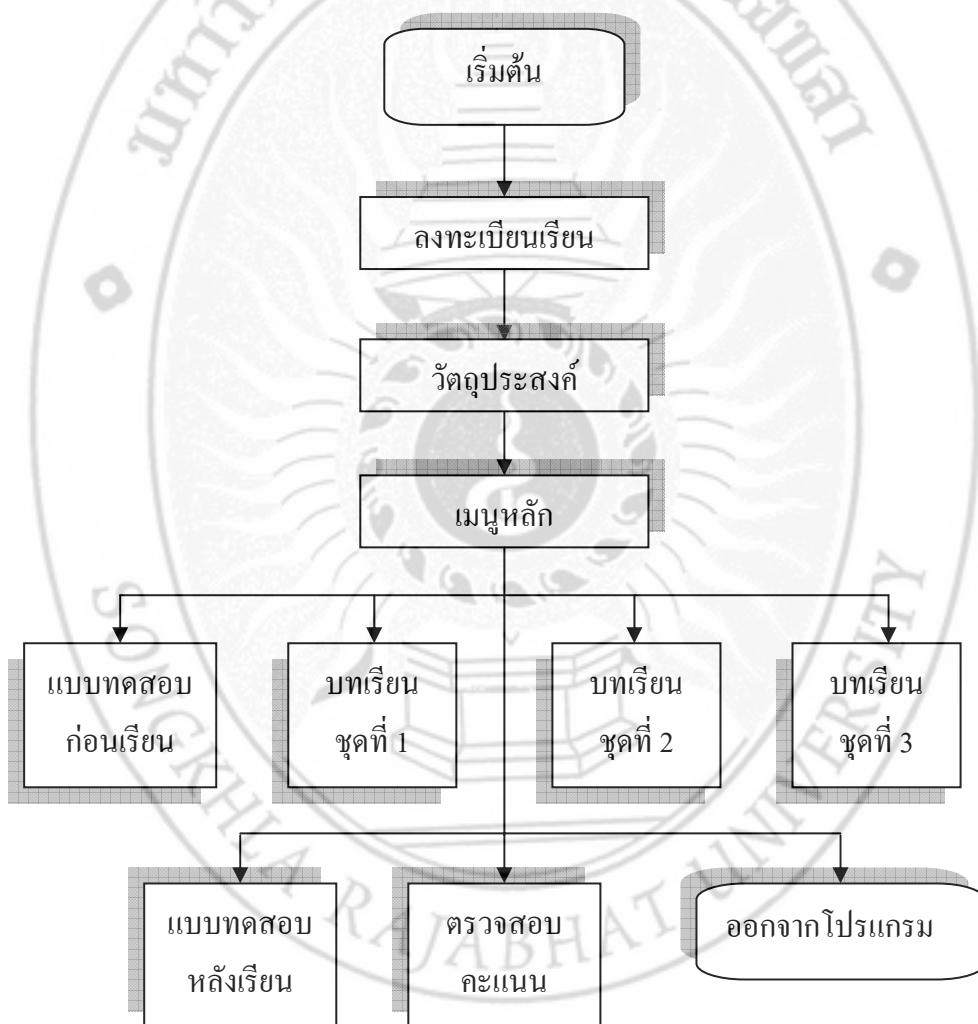 เริ่มต้น
ลงทะเบียนเรียน
วัตถุประสงค์
เมนูหลัก
แบบทดสอบ
ก่อนเรียน
บทเรียน
ชุดที่ 1
บทเรียน
ชุดที่ 2
บทเรียน
ชุดที่ 3
แบบทดสอบ
หลังเรียน
ตรวจสอบ
คะแนน
ออกจากโปรแกรม
SONGKHLA RAJABHAT UNIVERSITY